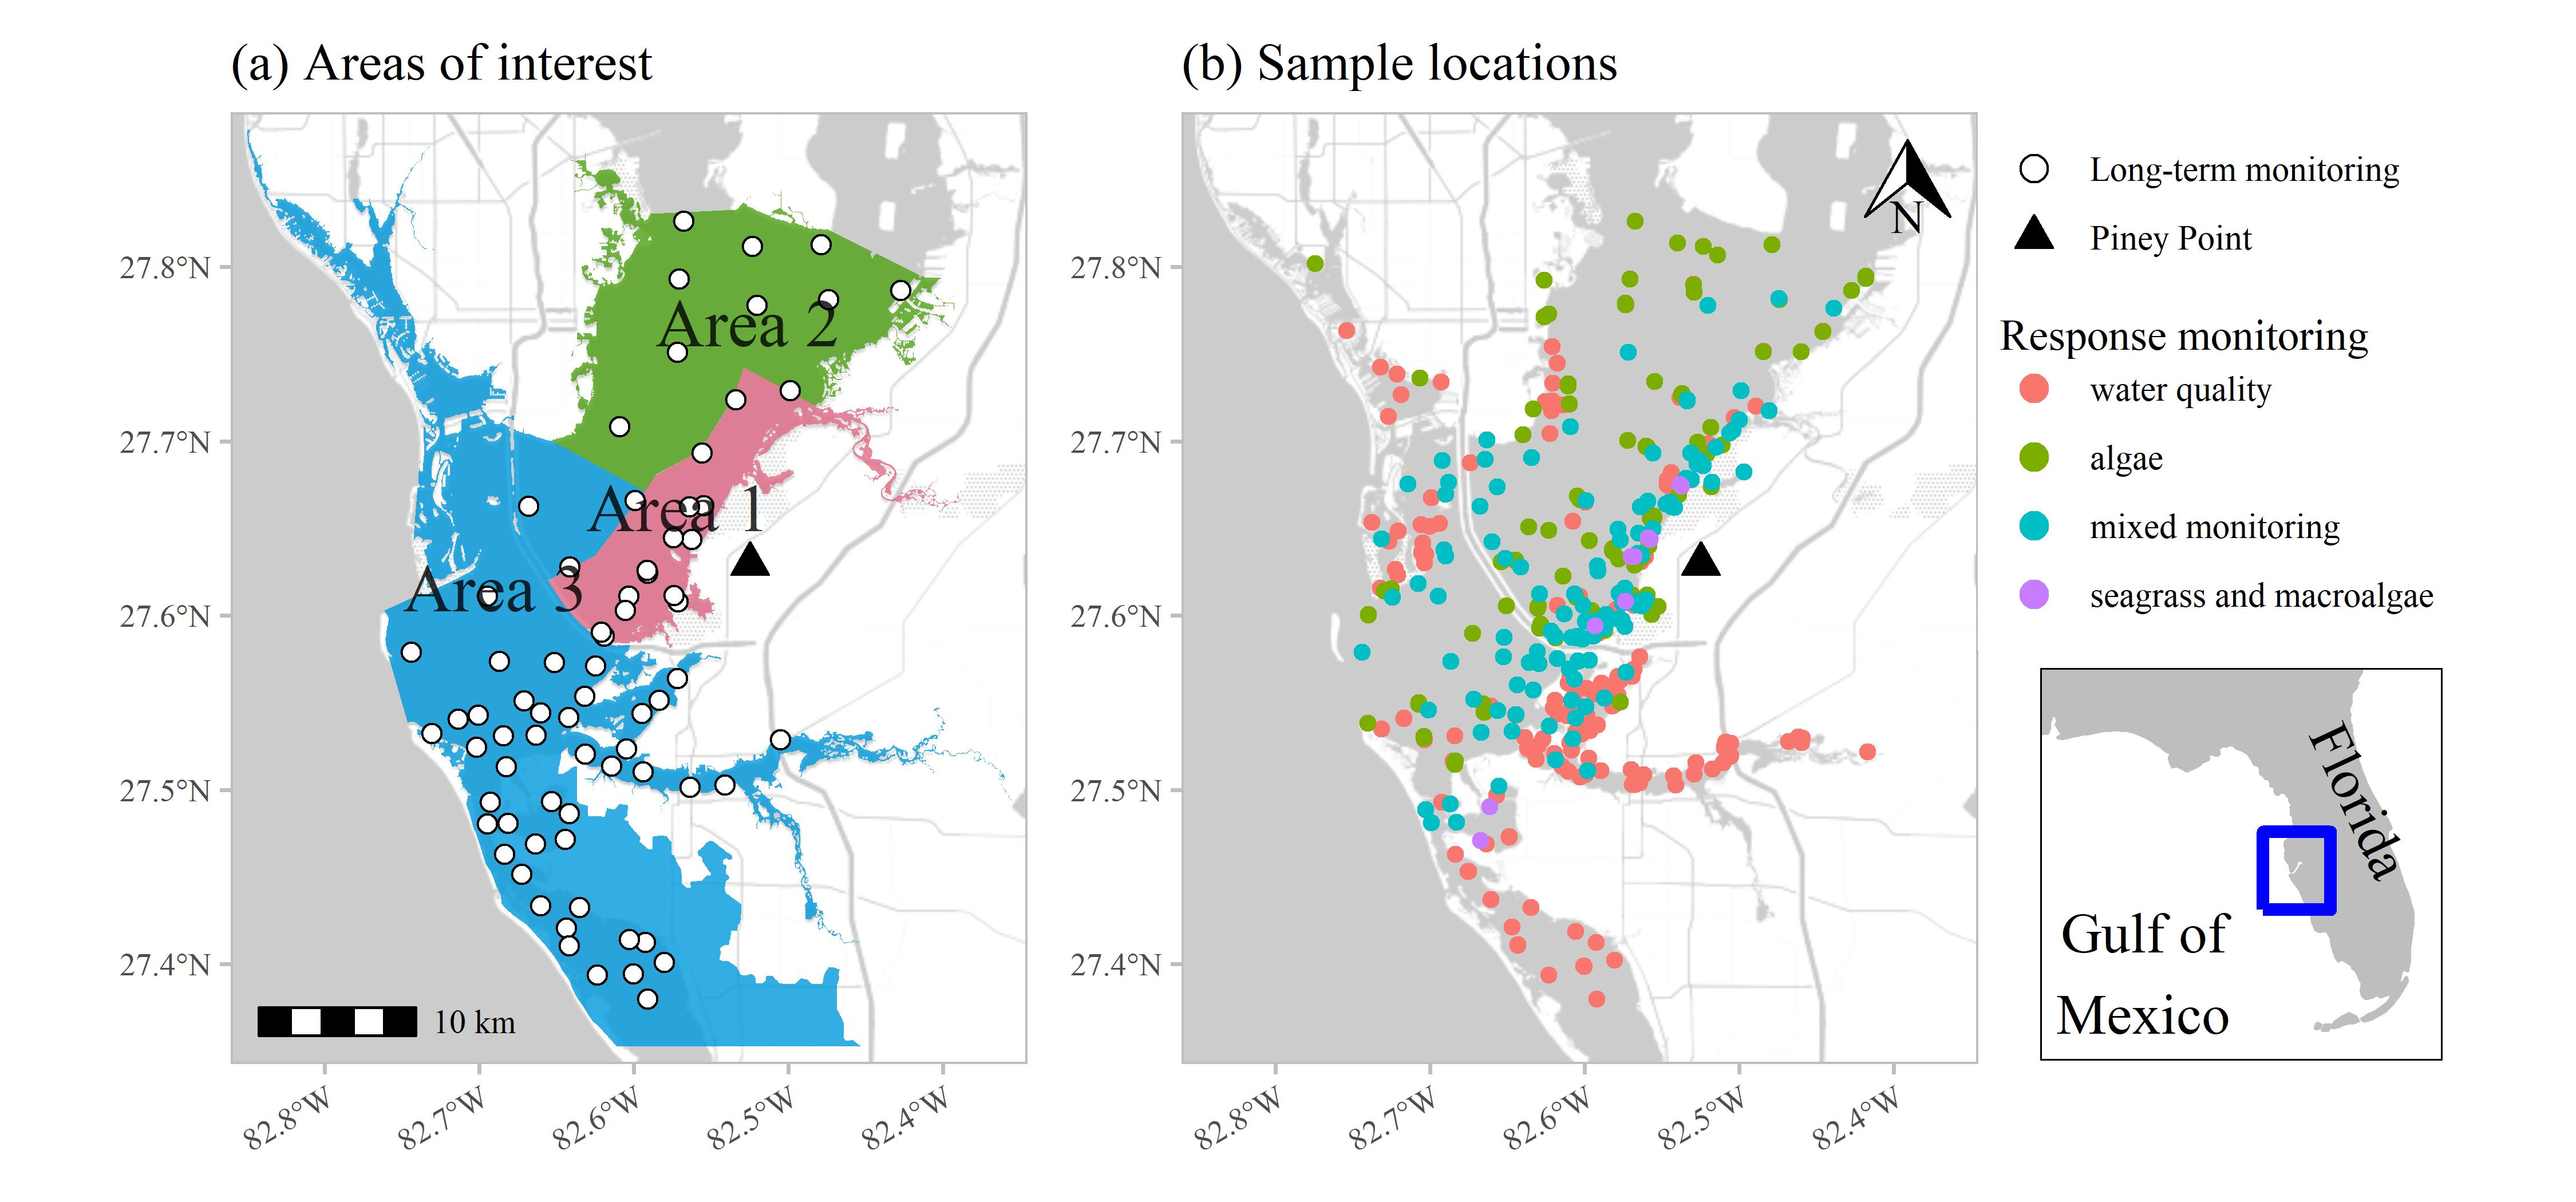 (a) Areas of interest
27.8°N
27.7°N
27.6°N
27.5°N
27.4°N
Area 2
Area 1
Area 3
10 km
82.8°W
82.7°W
82.6°W
82.5°W
82.4°W
(b) Sample locations
27.8°N
27.7°N
27.6°N
27.5°N
27.4°N
N
82.8°W
82.7°W
82.6°W
82.5°W
82.4°W
Long-term monitoring
Piney Point
Response monitoring
water quality
algae
mixed monitoring
seagrass and macroalgae
Florida
Gulf of
Mexico